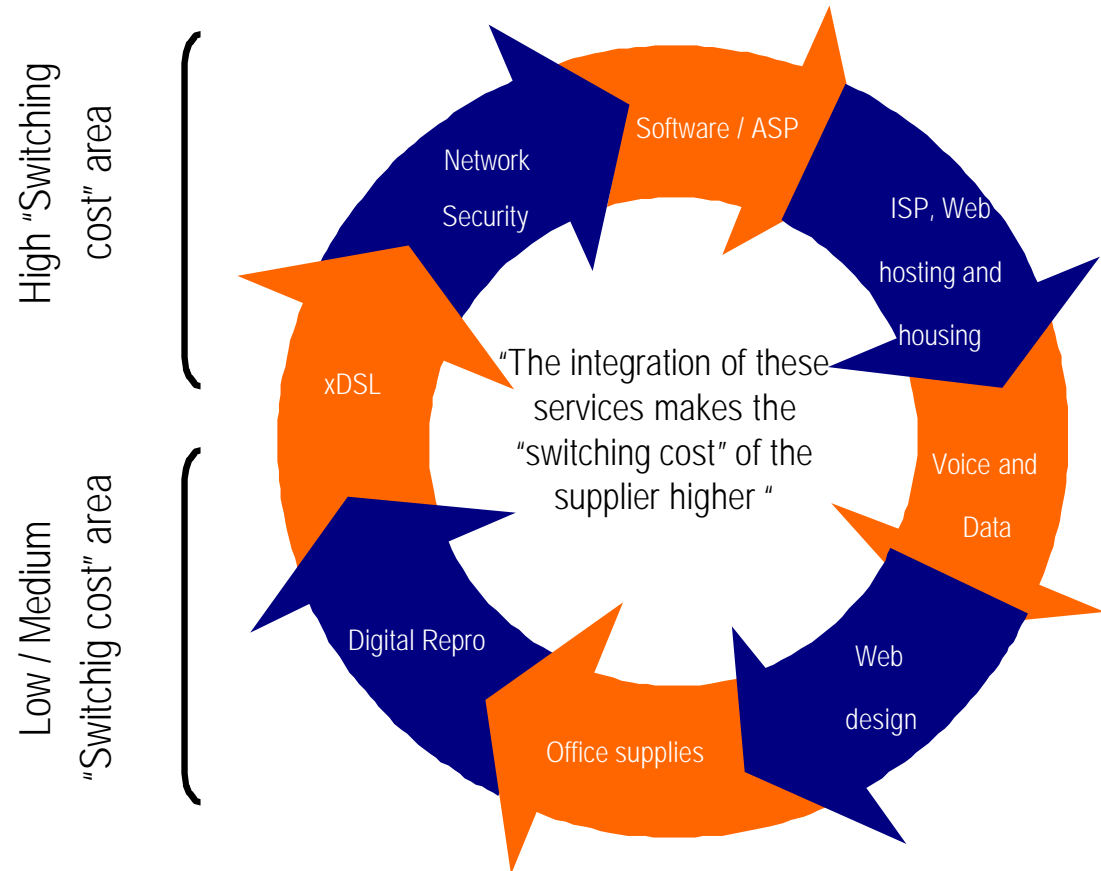 High “Switching
cost” area
Low / Medium
“Switchig cost” area
Software / ASP
Network
Security
ISP, Web
hosting and
housing
xDSL
“The integration of these
services makes the
“switching cost” of the
supplier higher “
Voice and
Data
Digital Repro
Web
design
Office supplies